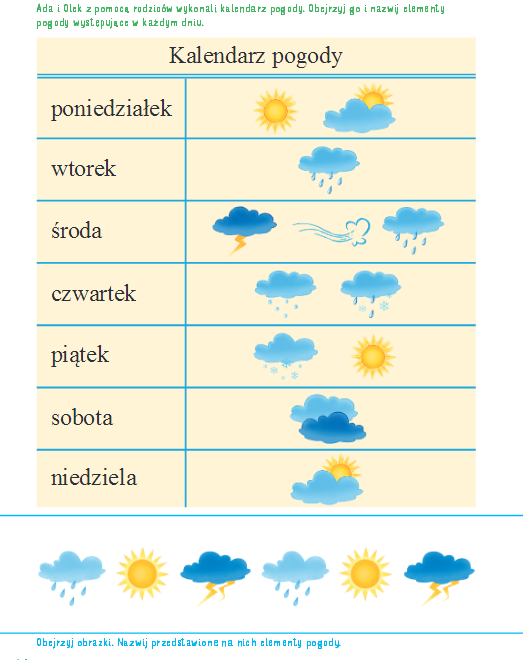 Ada i Olek z pomocą rodziców wykonali kalendarz pogody. Obejrzyj go i nazwij elementy
pogody występujące w każdym dniu.
Kalendarz pogody
poniedziałek
wtorek
środa
czwartek
piątek
sobota
niedziela
Obejrzyj obrazki. Nazwij przedstawione na nich elementy pogody.